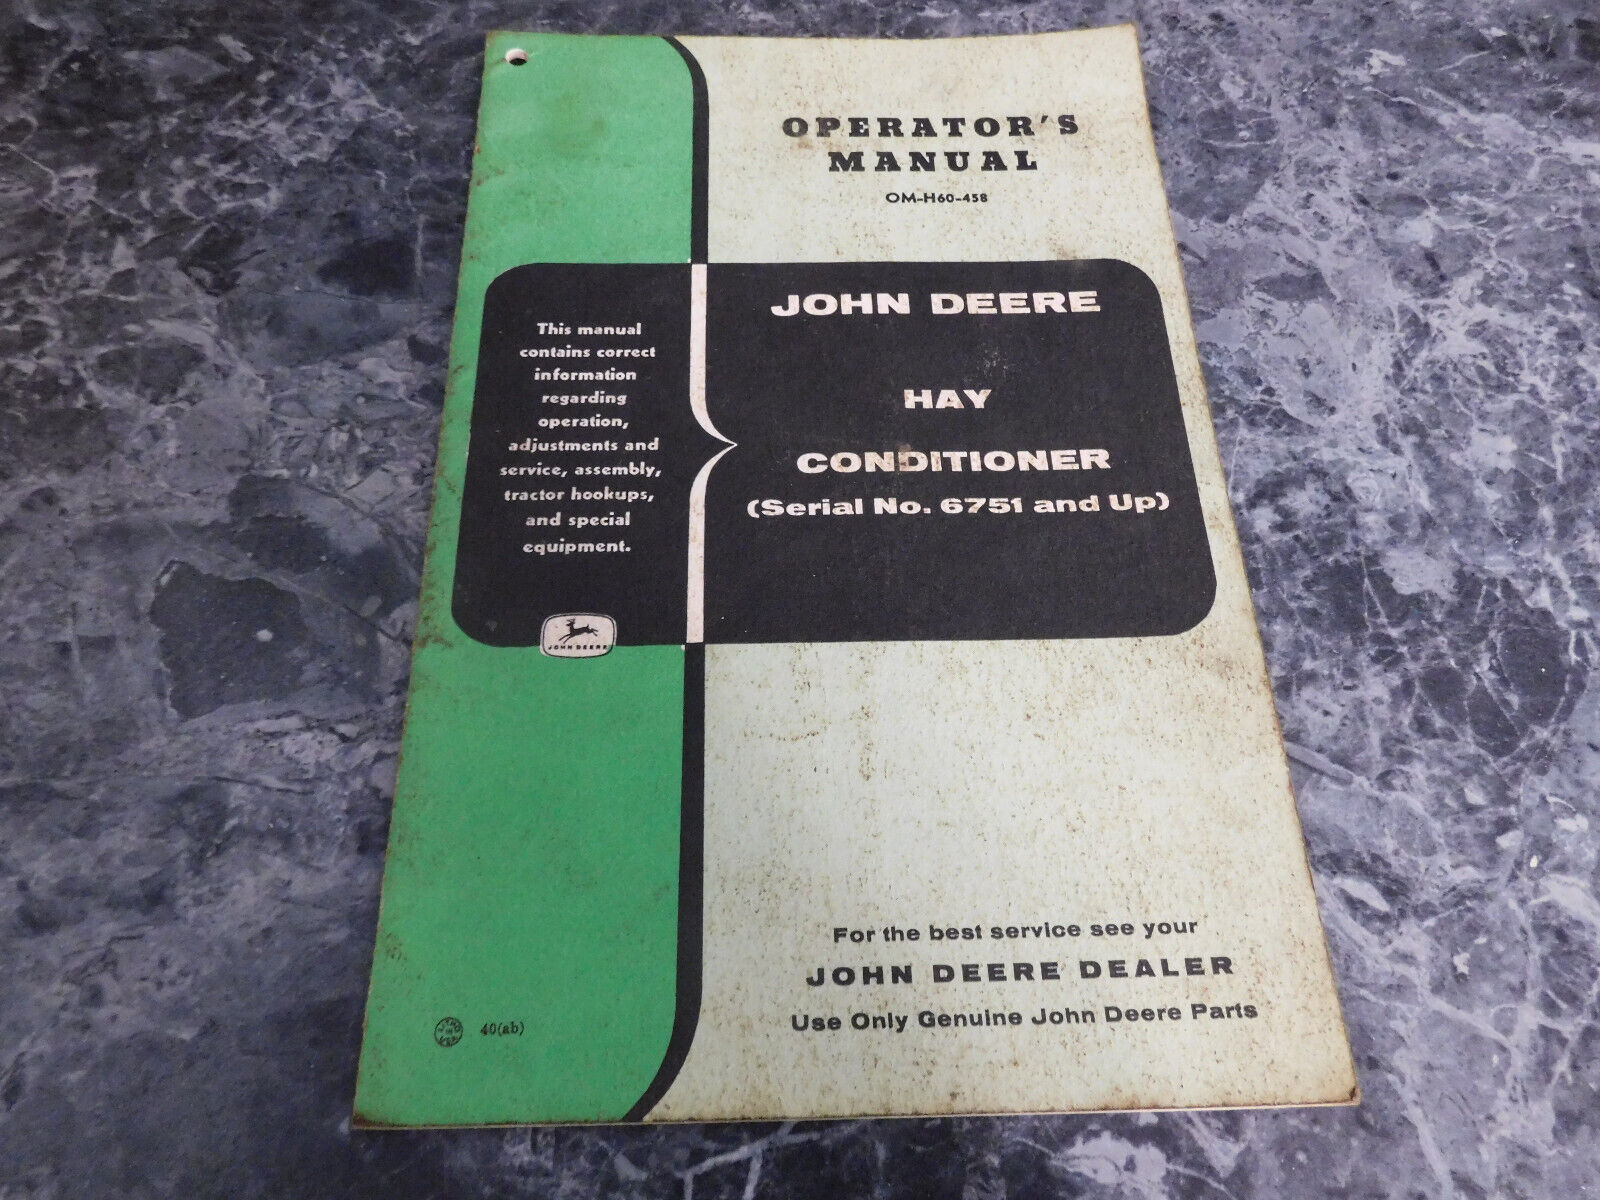 OPERATOR'S
MANUAL
OM-H60-458
This manual
contains correct
information
regarding
operation,
adjustments and
service, assembly,
tractor hookups,
and special
equipment.
JOHN DEERE
HAY
CONDITIONER
(Serial No. 6751 and Up)
JOHN DEERE
For the best service see your
JOHN DEERE DEALER
Use Only Genuine John Deere Parts
40(ab)